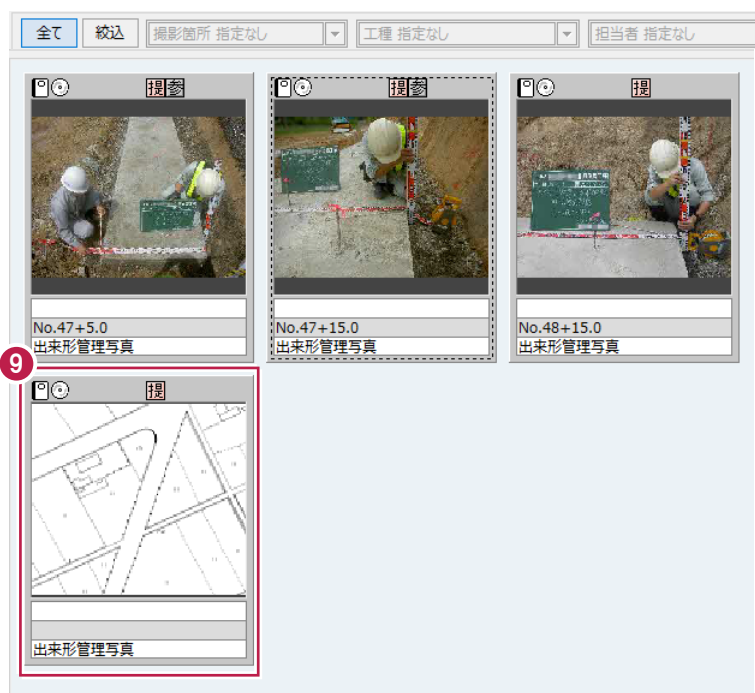 全て 絞込 撮影箇所 指定なし 工種 指定なし 担当者 指定なし
提参 提参 提
No.47+5.0 No.47+15.0 No.48+15.0
出来形管理写真 出来形管理写真 出来形管理写真
9
提
出来形管理写真